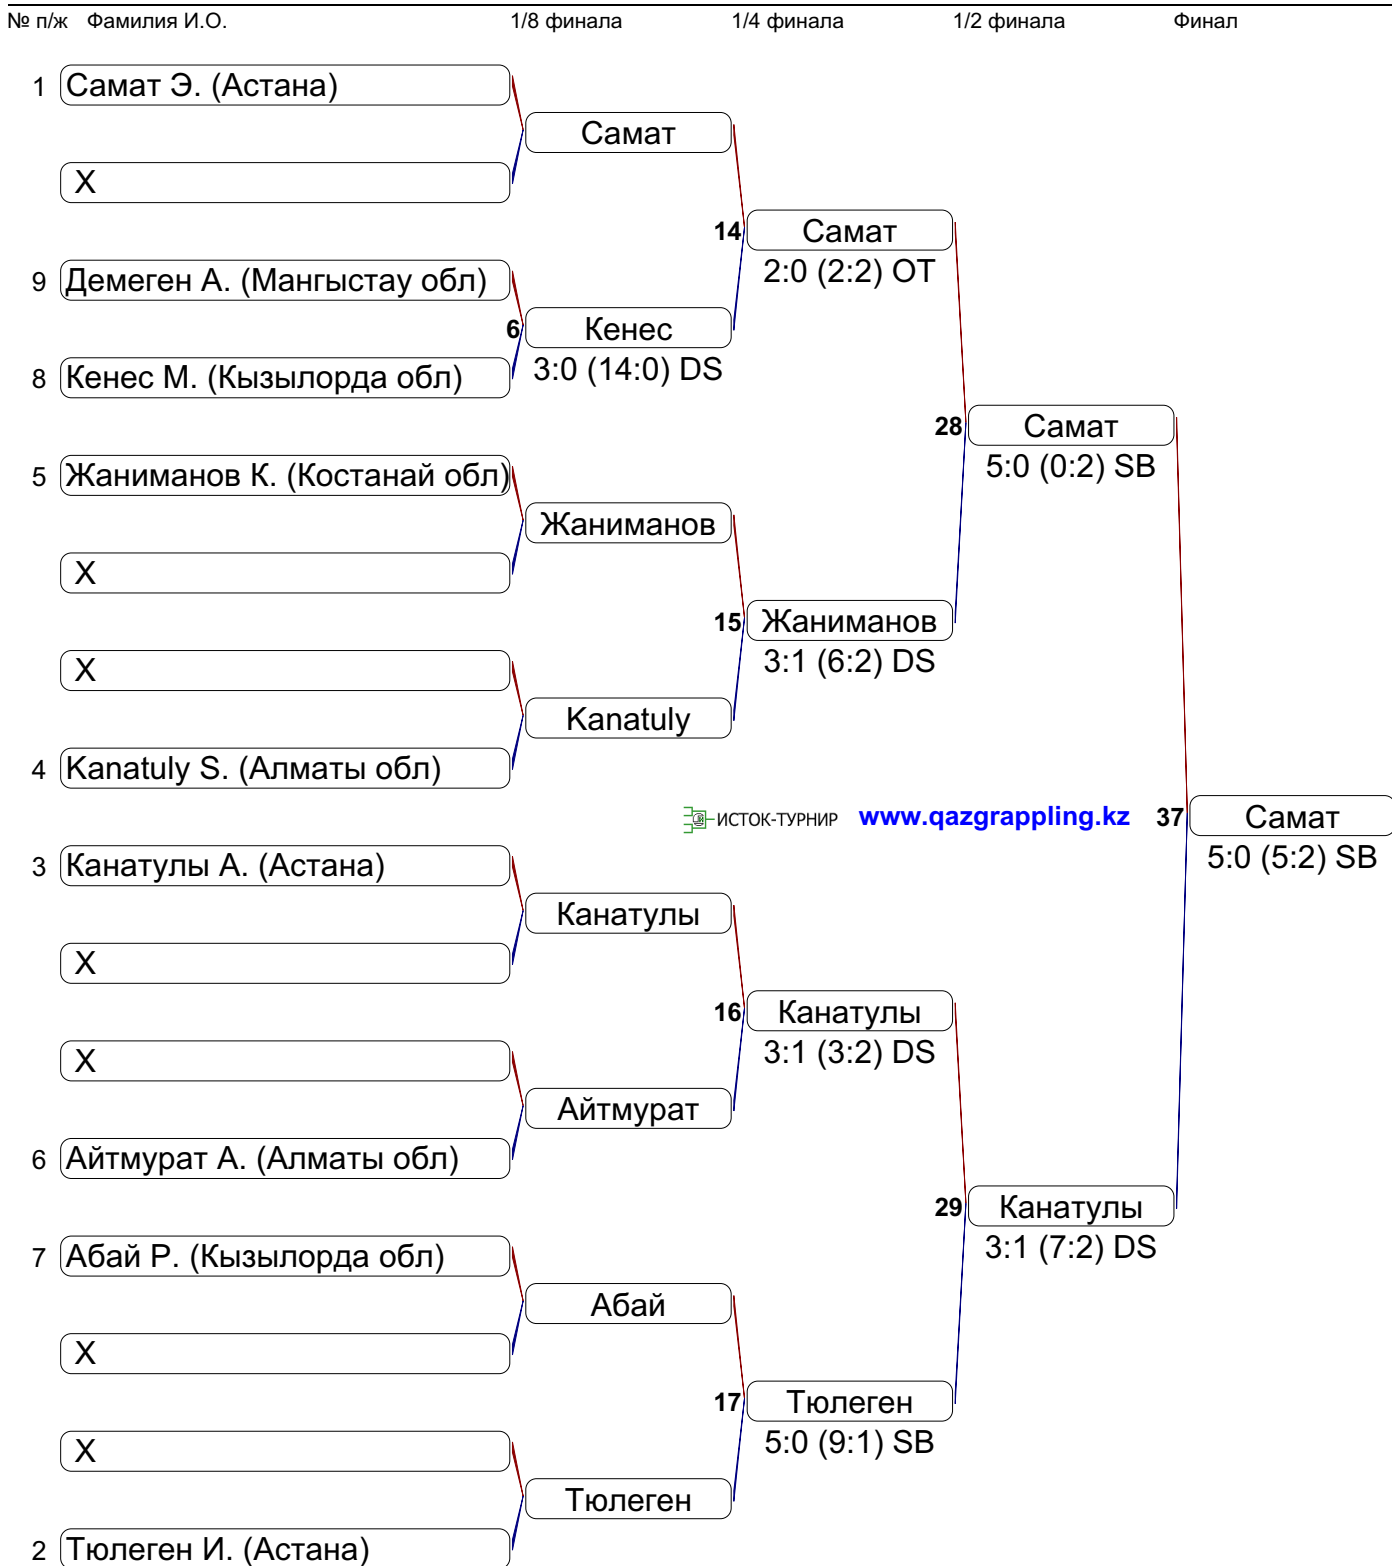 № п/ж Фамилия И.О. 1/8 финала 1/4 финала 1/2 финала Финал
1 Самат Э. (Астана)
Самат
X
14 Самат
2:0 (2:2) OT
9 Демеген А. (Мангыстау обл)
6 Кенес
3:0 (14:0) DS
8 Кенес М. (Кызылорда обл)
28 Самат
5:0 (0:2) SB
5 Жаниманов К. (Костанай обл)
Жаниманов
X
15 Жаниманов
3:1 (6:2) DS
X
Kanatuly
4 Kanatuly S. (Алматы обл)
ИСТОК-ТУРНИР www.qazgrappling.kz 37 Самат
5:0 (5:2) SB
3 Канатулы А. (Астана)
Канатулы
X
16 Канатулы
3:1 (3:2) DS
X
Айтмурат
6 Айтмурат А. (Алматы обл)
29 Канатулы
3:1 (7:2) DS
7 Абай Р. (Кызылорда обл)
Абай
X
17 Тюлеген
5:0 (9:1) SB
X
Тюлеген
2 Тюлеген И. (Астана)